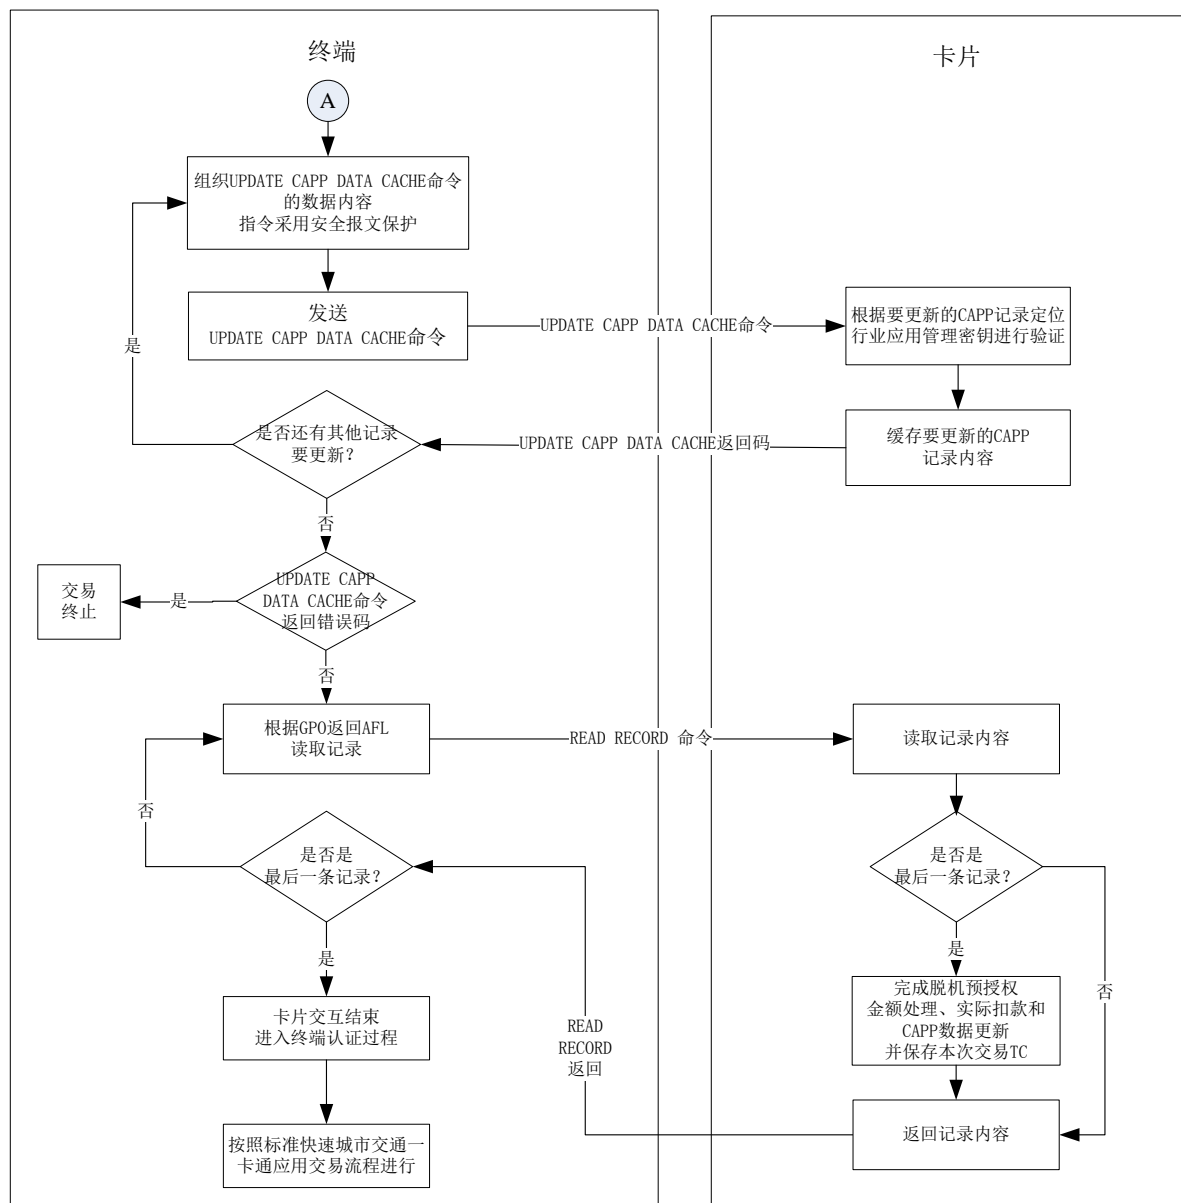 终端
卡片
A
组织UPDATE CAPP DATA CACHE命令
的数据内容
指令采用安全报文保护
发送
UPDATE CAPP DATA CACHE命令
UPDATE CAPP DATA CACHE命令
根据要更新的CAPP记录定位
行业应用管理密钥进行验证
是
是否还有其他记录
要更新?
UPDATE CAPP DATA CACHE返回码
缓存要更新的CAPP
记录内容
否
交易
终止
是
UPDATE CAPP
DATA CACHE命令
返回错误码
否
根据GPO返回AFL
读取记录
READ RECORD 命令
读取记录内容
否
是否是
最后一条记录?
是否是
最后一条记录?
是
是
否
卡片交互结束
进入终端认证过程
READ
RECORD
返回
完成脱机预授权
金额处理、实际扣款和
CAPP数据更新
并保存本次交易TC
按照标准快速城市交通一
卡通应用交易流程进行
返回记录内容